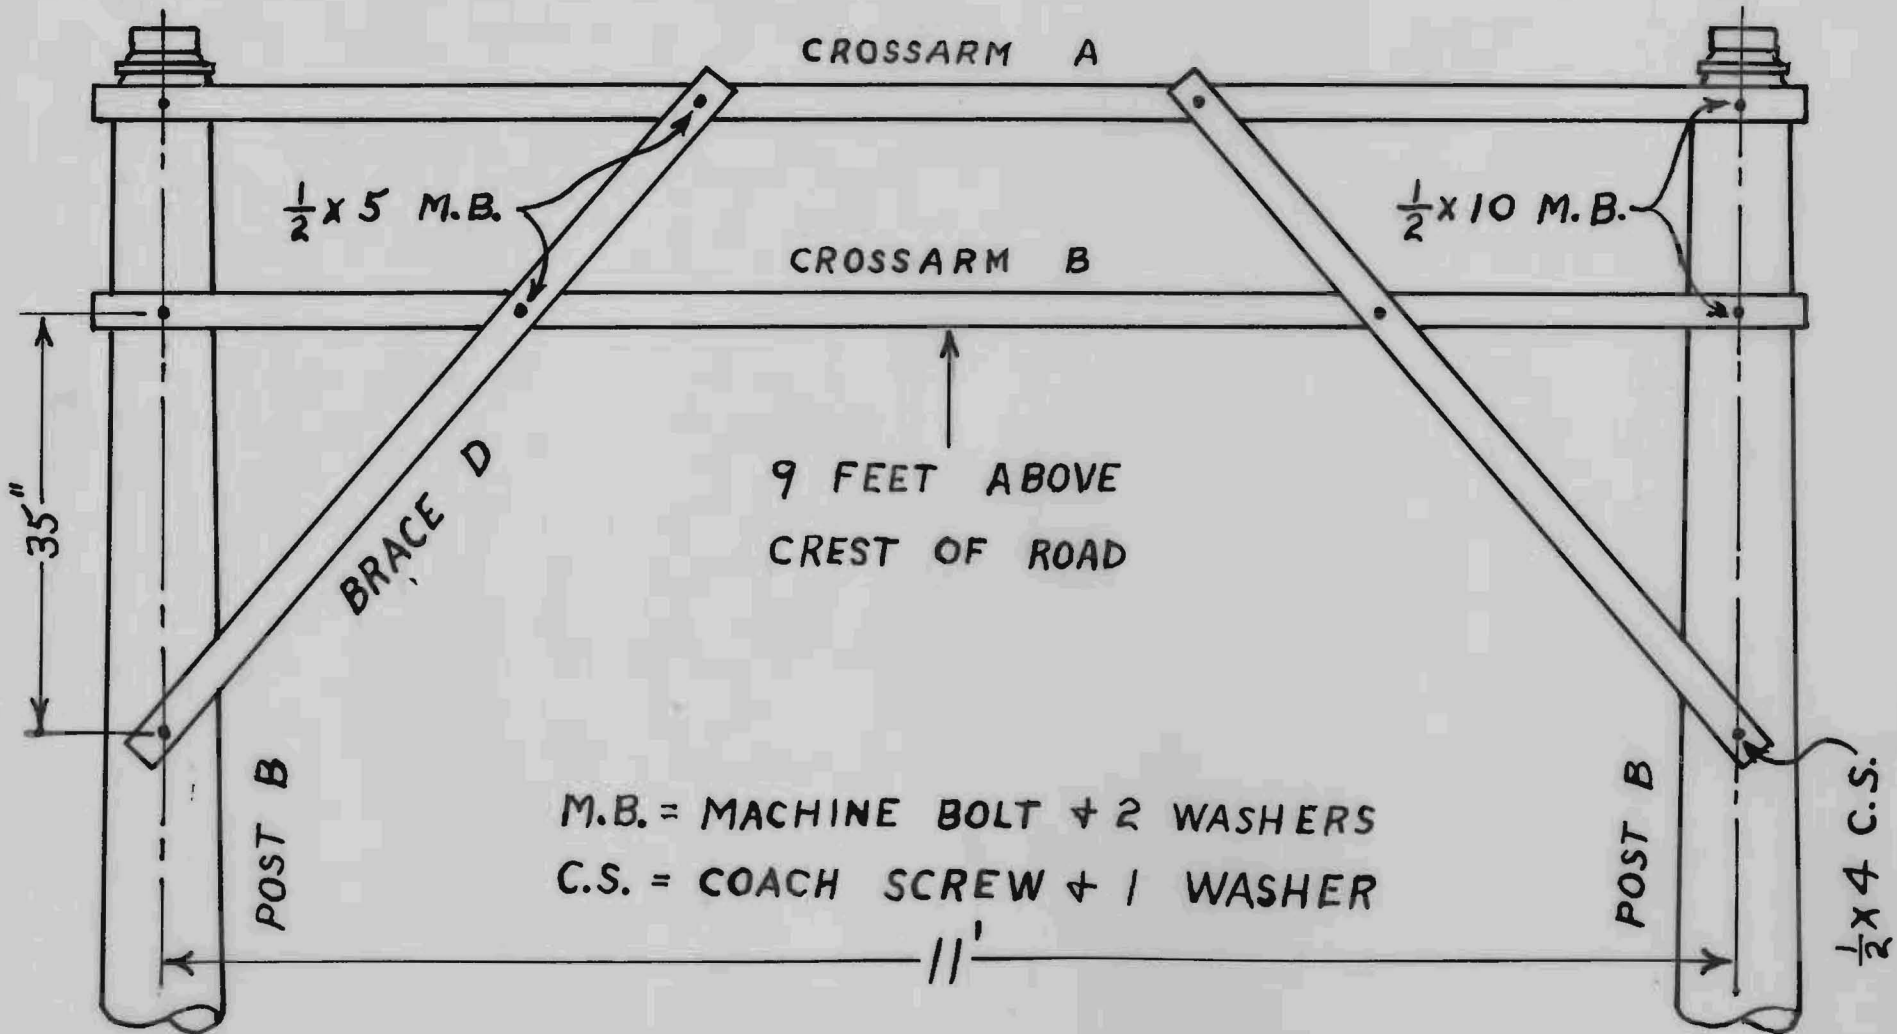 CROSSARM A
½ x 5 M.B.
½ x 10 M.B.
CROSSARM B
35"
BRACE D
9 FEET ABOVE
CREST OF ROAD
POST B
M.B. = MACHINE BOLT + 2 WASHERS
C.S. = COACH SCREW + 1 WASHER
POST B
½ x 4 C.S.
11'